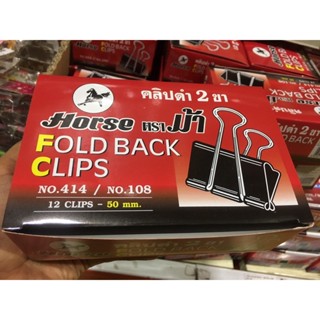 คลิปดำ 2 ขา
Horse ตราม้า
FOLD BACK
CLIPS
NO.414 / NO.108
12 CLIPS - 50 mm.